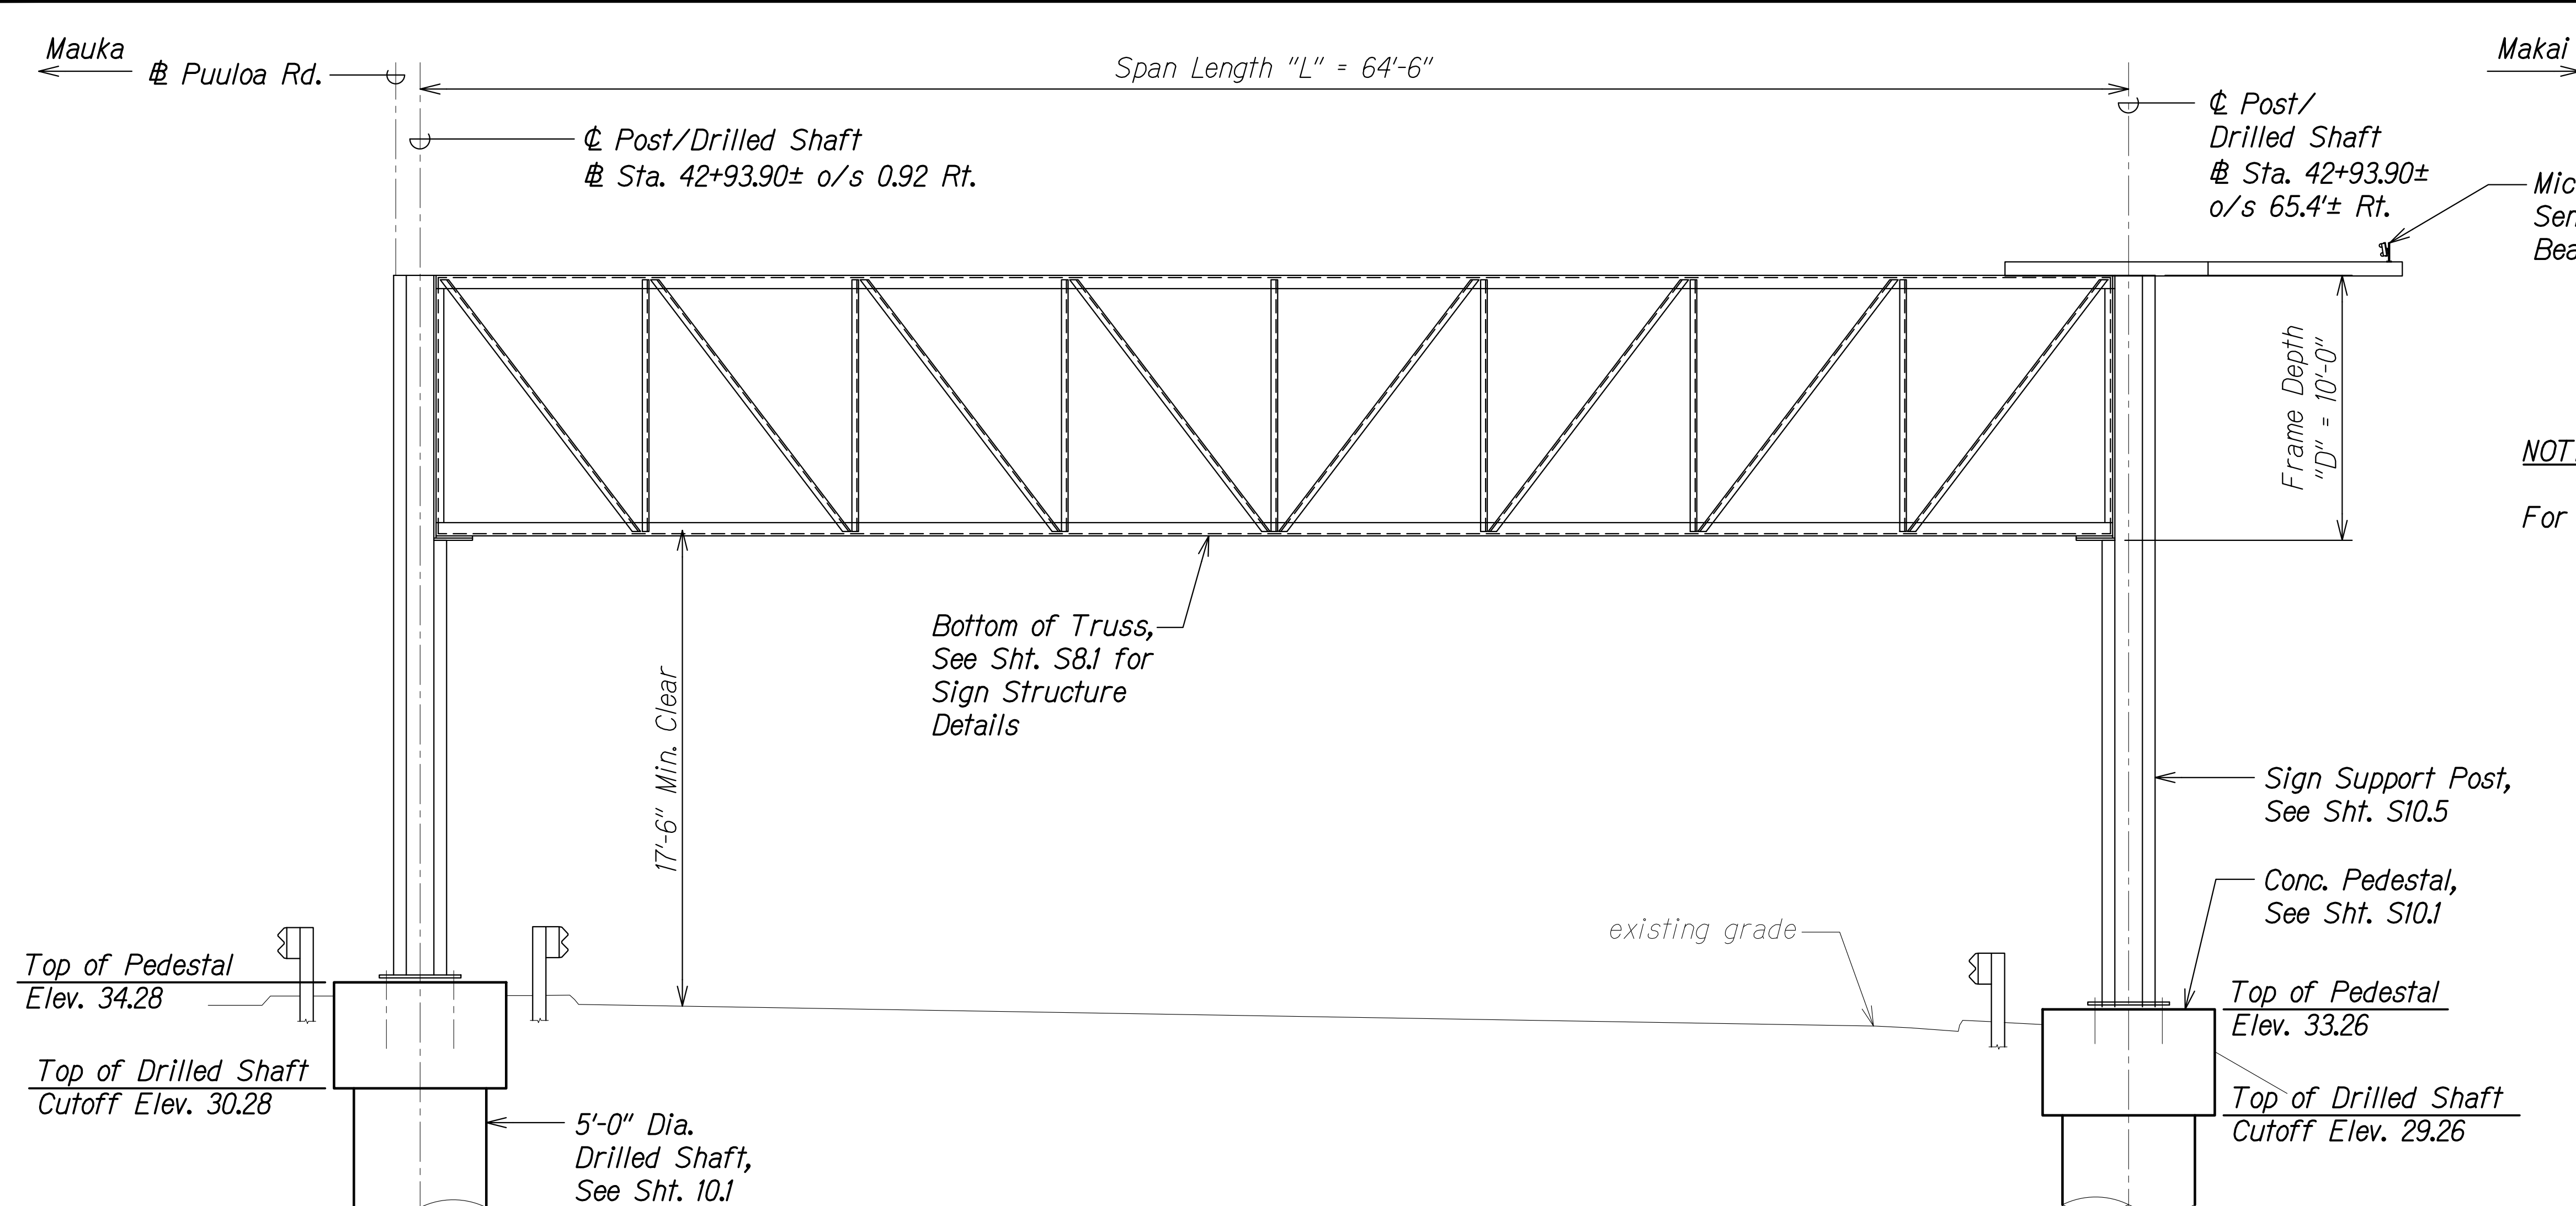 Mauka
℄ Puuloa Rd.
Span Length "L" = 64'-6"
Makai
℄ Post/Drilled Shaft
℄ Sta. 42+93.90± o/s 0.92 Rt.
℄ Post/
Drilled Shaft
℄ Sta. 42+93.90±
o/s 65.4'± Rt.
Frame Depth
"D" = 10'-0"
For
Bottom of Truss,
See Sht. S8.1 for
Sign Structure
Details
17'-6" Min. Clear
Sign Support Post,
See Sht. S10.5
Conc. Pedestal,
See Sht. S10.1
existing grade
Top of Pedestal
Elev. 34.28
Top of Pedestal
Elev. 33.26
Top of Drilled Shaft
Cutoff Elev. 30.28
Top of Drilled Shaft
Cutoff Elev. 29.26
5'-0" Dia.
Drilled Shaft,
See Sht. 10.1